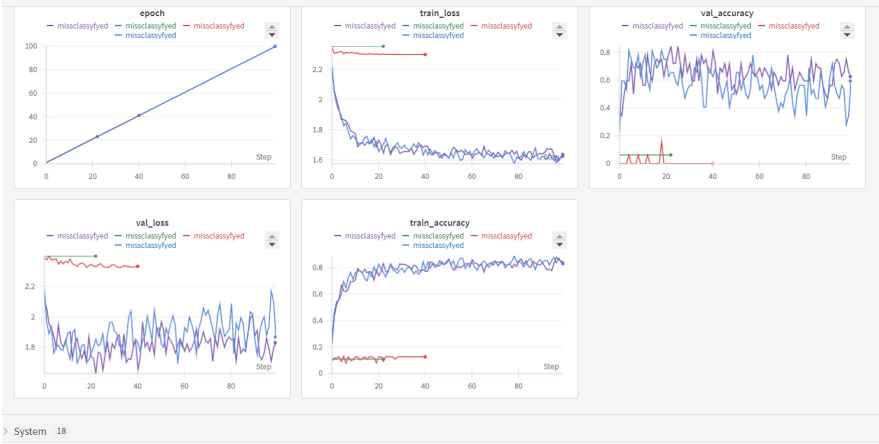 epoch
missclassyfyed missclassyfyed missclassyfyed
missclassyfyed
100
80
60
40
20
0
Step
0 20 40 60 80
train_loss
missclassyfyed missclassyfyed missclassyfyed
missclassyfyed
2.2
2
1.8
1.6
Step
0 20 40 60 80
val_accuracy
missclassyfyed missclassyfyed missclassyfyed
missclassyfyed
0.8
0.6
0.4
0.2
0
Step
0 20 40 60 80
val_loss
missclassyfyed missclassyfyed missclassyfyed
missclassyfyed
2.2
2
1.8
Step
0 20 40 60 80
train_accuracy
missclassyfyed missclassyfyed missclassyfyed
missclassyfyed
0.8
0.6
0.4
0.2
0
Step
0 20 40 60 80
System 18